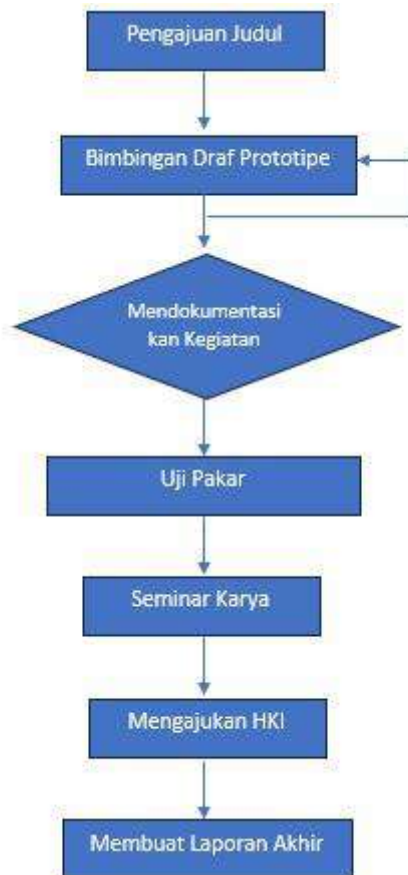 Pengajuan Judul
Bimbingan Draf Prototipe
Mendokumentasi
kan Kegiatan
Uji Pakar
Seminar Karya
Mengajukan HKI
Membuat Laporan Akhir